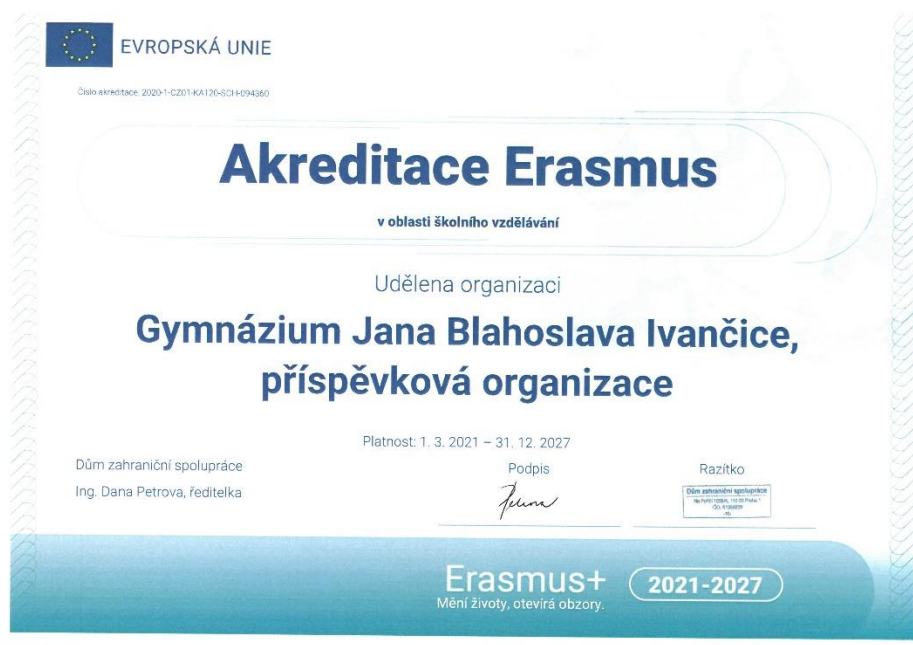 EVROPSKÁ UNIE
Číslo akreditace: 2020-1-CZ01-KA120-SCH-094360
Akreditace Erasmus
v oblasti školního vzdělávání
Udělena organizaci
Gymnázium Jana Blahoslava Ivančice,
příspěvková organizace
Platnost: 1. 3. 2021 – 31. 12. 2027
Dům zahraniční spolupráce
Ing. Dana Petrova, ředitelka
Podpis
Razítko
Dům zahraniční spolupráce
Praha 1
Erasmus+
Mění životy, otevírá obzory.
2021-2027